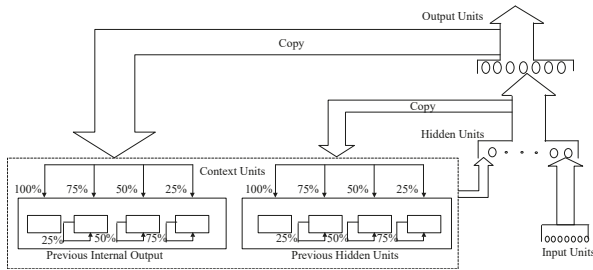 Output Units
Copy
Copy
Hidden Units
Context Units
100% 75% 50% 25% 100% 75% 50% 25%
25% 50% 75% 25% 50% 75%
Previous Internal Output Previous Hidden Units Input Units